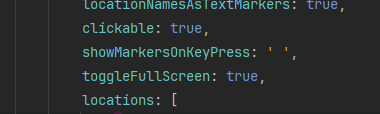 locationNamesAsTextMarkers: true,
clickable: true,
showMarkersOnKeyPress: ' ',
toggleFullScreen: true,
locations: [